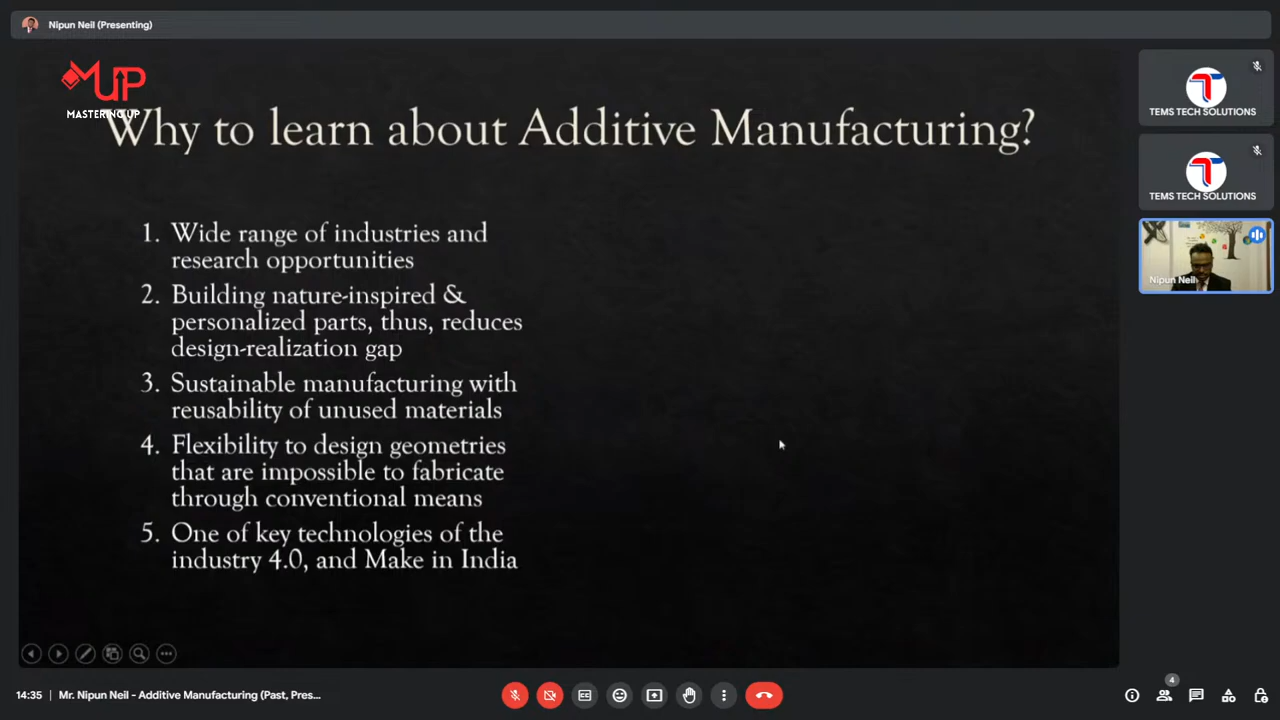 Nipun Neil (Presenting)
MUP
MASTERING UP
Why to learn about Additive Manufacturing?
1. Wide range of industries and
research opportunities
2. Building nature-inspired &
personalized parts, thus, reduces
design-realization gap
3. Sustainable manufacturing with
reusability of unused materials
4. Flexibility to design geometries
that are impossible to fabricate
through conventional means
5. One of key technologies of the
industry 4.0, and Make in India
TEMS TECH SOLUTIONS
TEMS TECH SOLUTIONS
Nipun Neil
14:35 | Mr. Nipun Neil - Additive Manufacturing (Past, Pres...
4